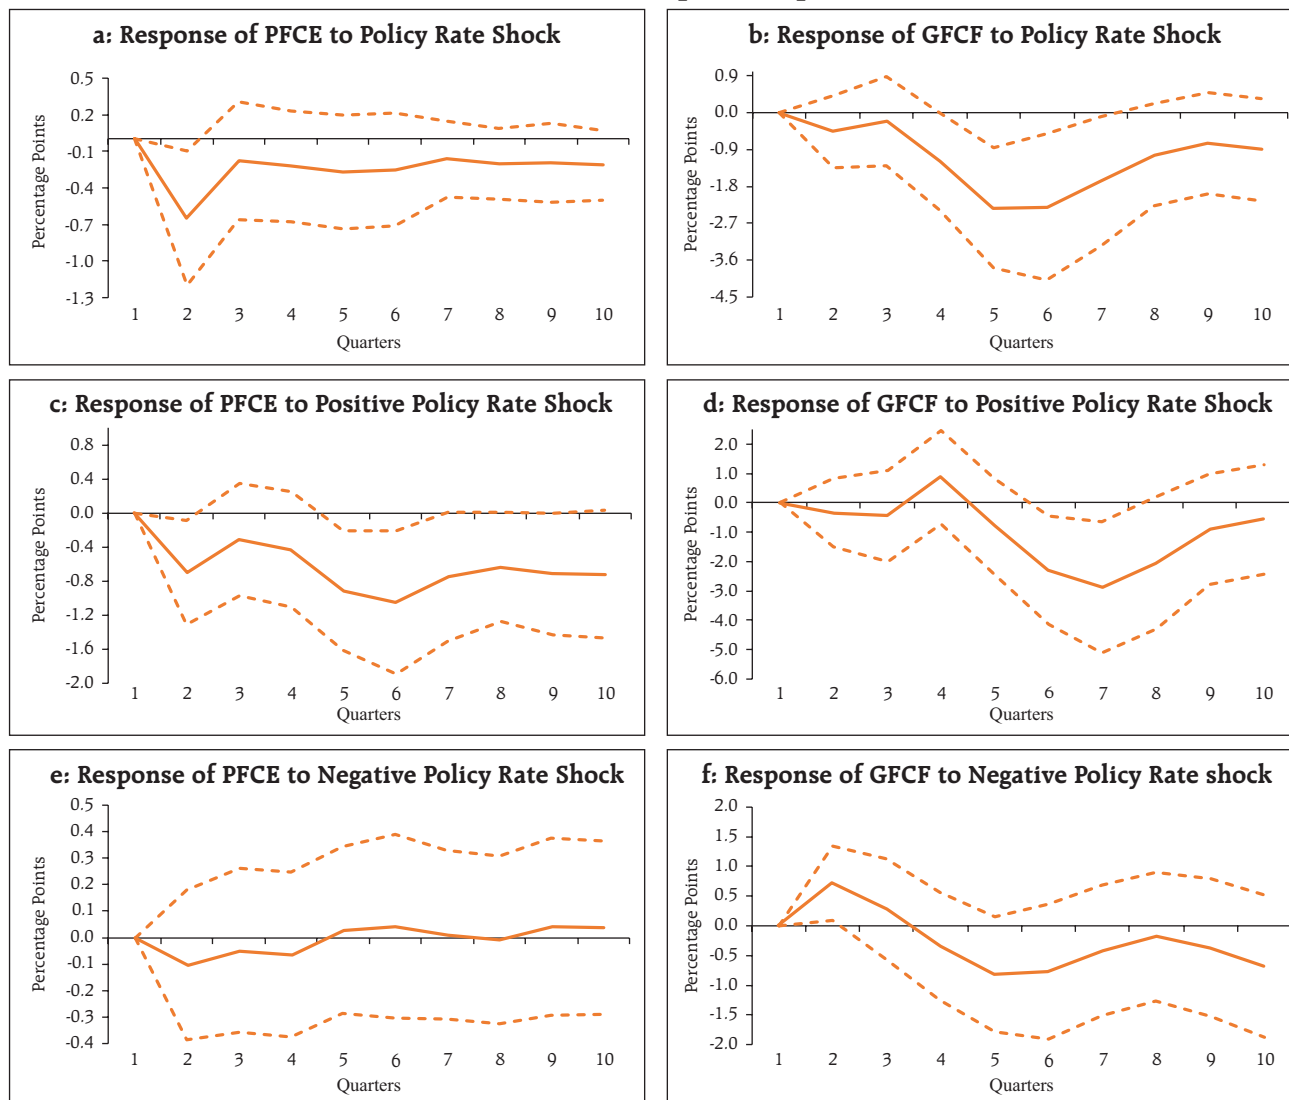 a: Response of PFCE to Policy Rate Shock
Percentage Points
0.5
0.2
-0.1
-0.4
-0.7
-1.0
-1.3
1 2 3 4 5 6 7 8 9 10
Quarters
b: Response of GFCF to Policy Rate Shock
Percentage Points
0.9
0.0
-0.9
-1.8
-2.7
-3.6
-4.5
1 2 3 4 5 6 7 8 9 10
Quarters
c: Response of PFCE to Positive Policy Rate Shock
Percentage Points
0.8
0.4
0.0
-0.4
-0.8
-1.2
-1.6
-2.0
1 2 3 4 5 6 7 8 9 10
Quarters
d: Response of GFCF to Positive Policy Rate Shock
Percentage Points
2.0
1.0
0.0
-1.0
-2.0
-3.0
-4.0
-5.0
-6.0
1 2 3 4 5 6 7 8 9 10
Quarters
e: Response of PFCE to Negative Policy Rate Shock
Percentage Points
0.5
0.4
0.3
0.2
0.1
0.0
-0.1
-0.2
-0.3
-0.4
1 2 3 4 5 6 7 8 9 10
Quarters
f: Response of GFCF to Negative Policy Rate shock
Percentage Points
2.0
1.5
1.0
0.5
0.0
-0.5
-1.0
-1.5
-2.0
1 2 3 4 5 6 7 8 9 10
Quarters